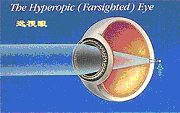 The Hyperopic (Farsighted) Eye
遠視眼